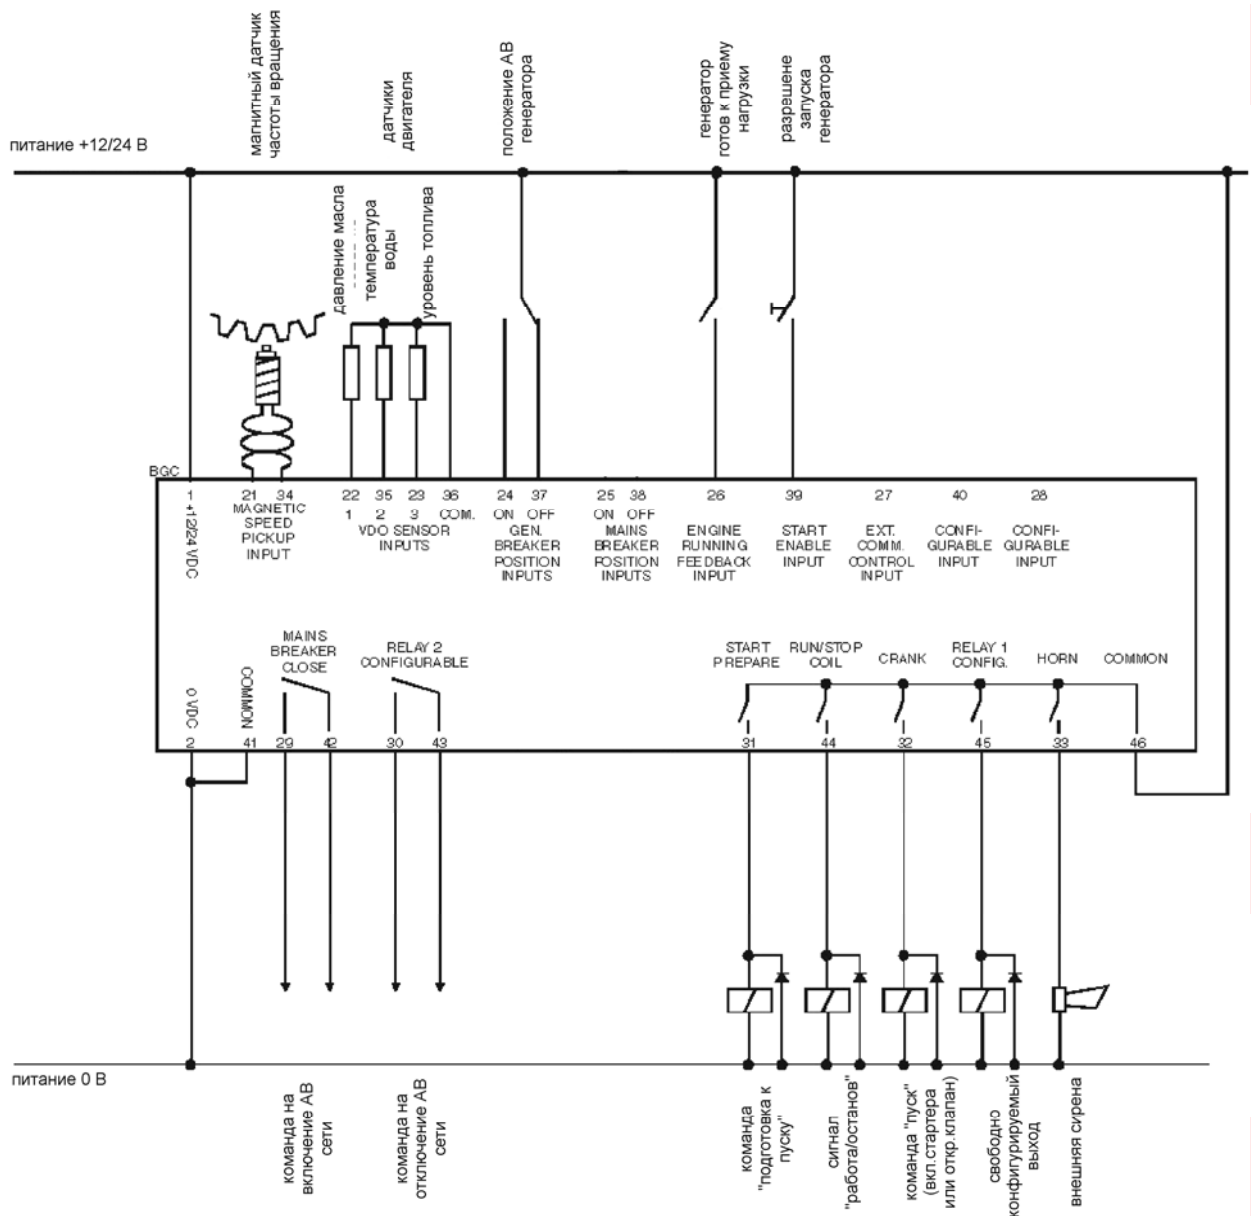 магнитный датчик
частоты вращения
датчики
двигателя
положение АВ
генератора
генератор
готов к приему
нагрузки
разрешене
запуска
генератора
питание +12/24 В
давление масла
температура
воды
уровень топлива
BGC
1 21 34 22 35 23 36 24 37 25 38 26 39 27 40 28
+12/24 VDC
MAGNETIC
SPEED
PICKUP
INPUT
1 2 3 COM.
VDO SENSOR
INPUTS
ON OFF
GEN.
BREAKER
POSITION
INPUTS
ON OFF
MAINS
BREAKER
POSITION
INPUTS
ENGINE
RUNNING
FEEDBACK
INPUT
START
ENABLE
INPUT
EXT.
COMM.
CONTROL
INPUT
CONFI-
GURABLE
INPUT
CONFI-
GURABLE
INPUT
0 VDC
COMMON
MAINS
BREAKER
CLOSE
RELAY 2
CONFIGURABLE
START
PREPARE
RUN/STOP
COIL
CRANK
RELAY 1
CONFIG.
HORN
COMMON
2 41 29 42 30 43 31 44 32 45 33 46
питание 0 В
команда на
включение АВ
сети
команда на
отключение АВ
сети
команда
"подготовка к
пуску"
сигнал
"работа/останов"
команда "пуск"
(вкл.стартера
или откр.клапан)
свободно
конфигурируемый
выход
внешняя сирена